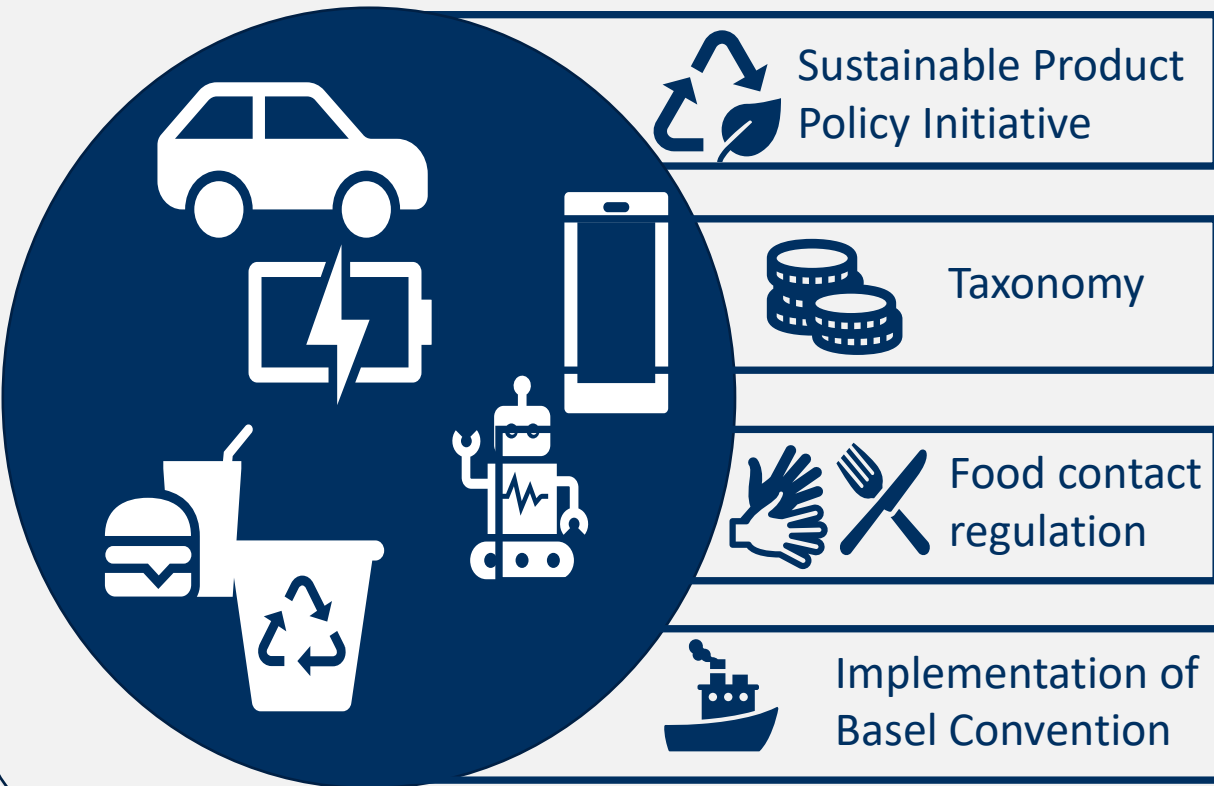 Sustainable Product
Policy Initiative
Taxonomy
Food contact
regulation
Implementation of
Basel Convention